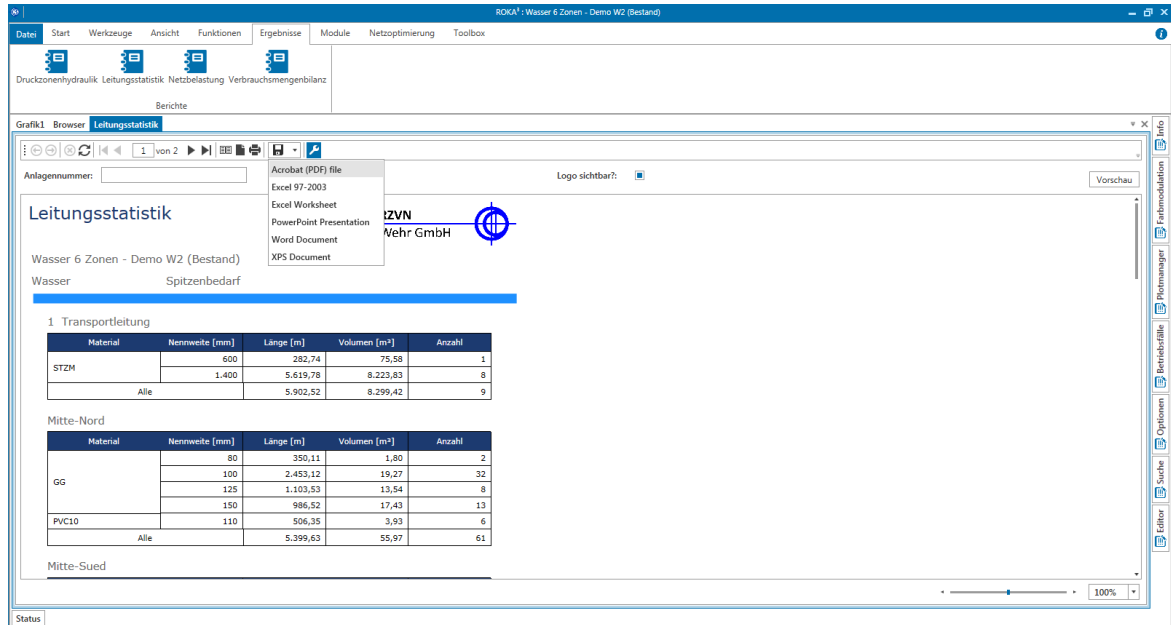 ROKA³ : Wasser 6 Zonen - Demo W2 (Bestand)
Datei Start Werkzeuge Ansicht Funktionen Ergebnisse Module Netzoptimierung Toolbox
Druckzonenhydraulik Leitungsstatistik Netzbelastung Verbrauchsmengenbilanz
Berichte
Grafik1 Browser Leitungsstatistik
1 von 2
Anlagennummer: Logo sichtbar?: Vorschau
Acrobat (PDF) file
Excel 97-2003
Excel Worksheet
PowerPoint Presentation
Word Document
XPS Document
Leitungsstatistik
RZVN
Wehr GmbH
Wasser 6 Zonen - Demo W2 (Bestand)
Wasser Spitzenbedarf
1 Transportleitung
Material Nennweite [mm] Länge [m] Volumen [m³] Anzahl
STZM 600 282,74 75,58 1
1.400 5.619,78 8.223,83 8
Alle 5.902,52 8.299,42 9
Mitte-Nord
Material Nennweite [mm] Länge [m] Volumen [m³] Anzahl
GG 80 350,11 1,80 2
100 2.453,12 19,27 32
125 1.103,53 13,54 8
150 986,52 17,43 13
PVC10 110 506,35 3,93 6
Alle 5.399,63 55,97 61
Mitte-Sued
100%
Status
Info
Farbmodulation
Plotmanager
Betriebsfälle
Optionen
Suche
Editor